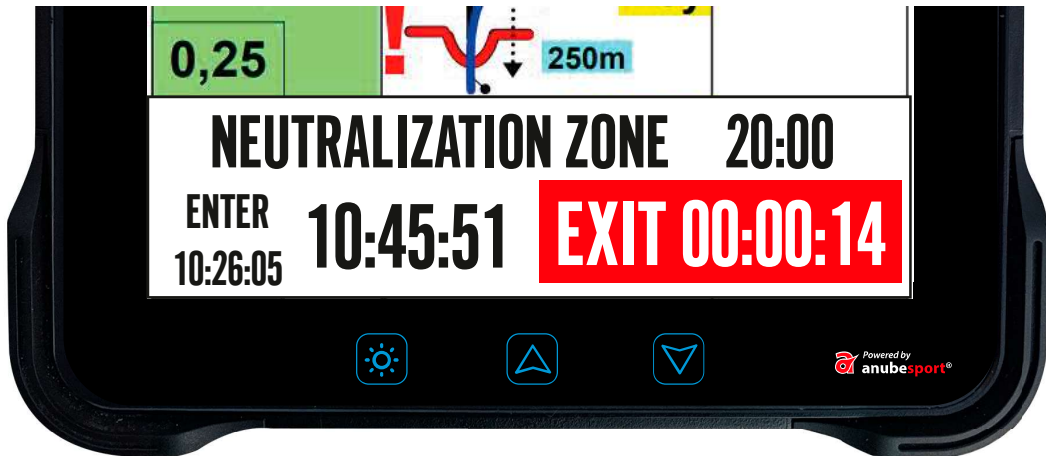 0,25
!
250m
NEUTRALIZATION ZONE 20:00
ENTER
10:26:05
10:45:51
EXIT 00:00:14
Powered by
anubesport®